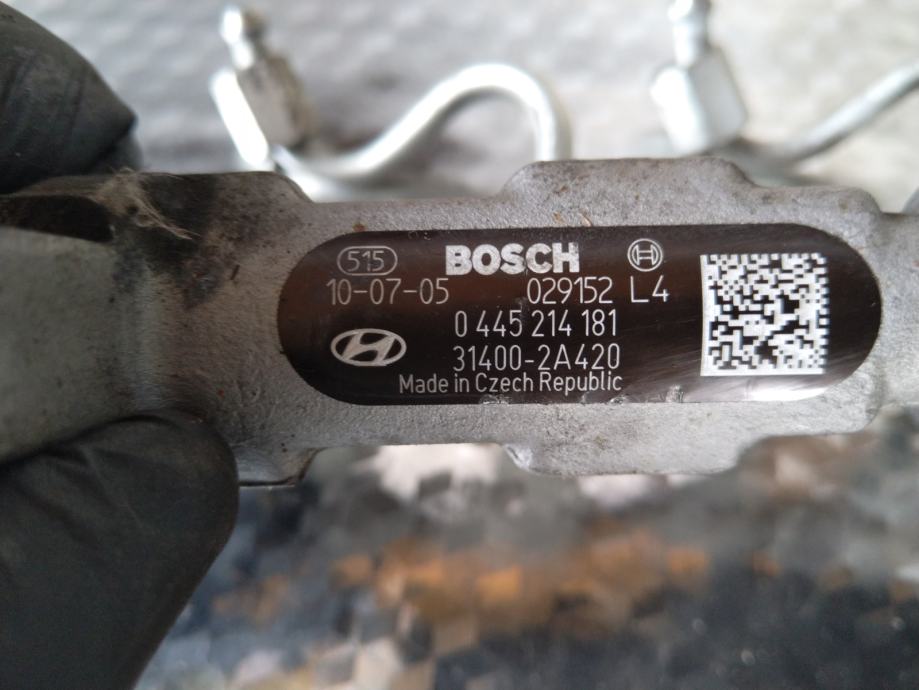 515 BOSCH
10-07-05 029152 L4
0 445 214 181
31400-2A420
Made in Czech Republic